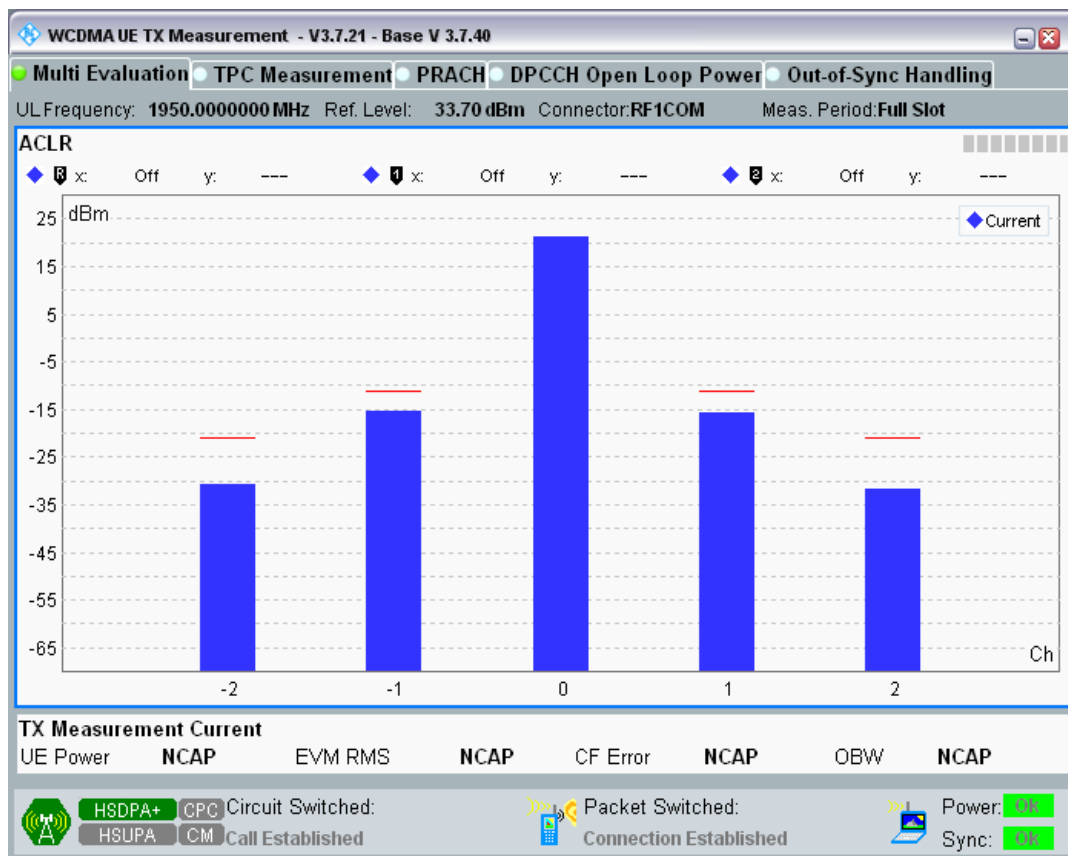 WCDMA UE TX Measurement - V3.7.21 - Base V 3.7.40
Multi Evaluation TPC Measurement PRACH DPCCH Open Loop Power Out-of-Sync Handling
UL Frequency: 1950.0000000 MHz Ref. Level: 33.70 dBm Connector:RF1COM Meas. Period:Full Slot
ACLR
R x: Off y: --- 1 x: Off y: --- 2 x: Off y: ---
dBm
Current
25
15
5
-5
-15
-25
-35
-45
-55
-65
Ch
-2 -1 0 1 2
TX Measurement Current
UE Power NCAP EVM RMS NCAP CF Error NCAP OBW NCAP
HSDPA+ CPC Circuit Switched: Packet Switched: Power: OK
HSUPA CM Call Established Connection Established Sync: OK